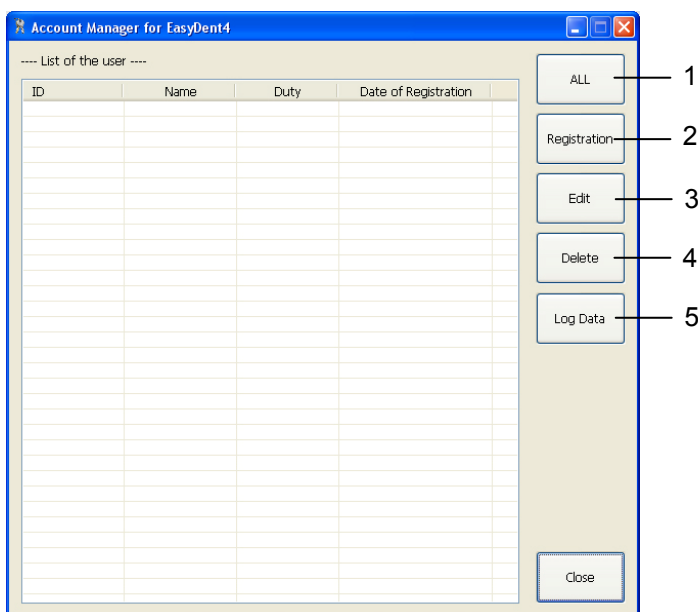 Account Manager for EasyDent4
---- List of the user ----
ID Name Duty Date of Registration
ALL 1
Registration 2
Edit 3
Delete 4
Log Data 5
Close